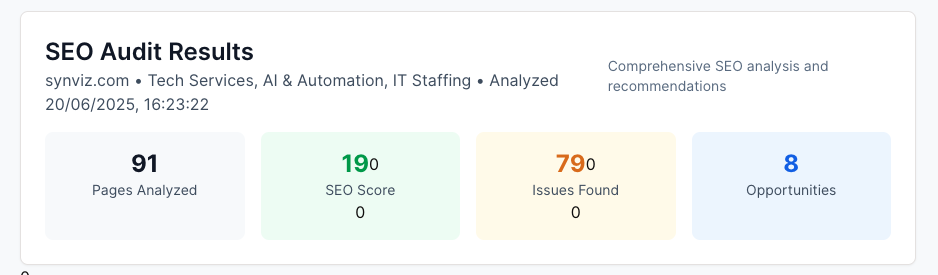 SEO Audit Results
synviz.com • Tech Services, AI & Automation, IT Staffing • Analyzed
20/06/2025, 16:23:22
Comprehensive SEO analysis and
recommendations
91
Pages Analyzed
190
SEO Score
0
790
Issues Found
0
8
Opportunities
0